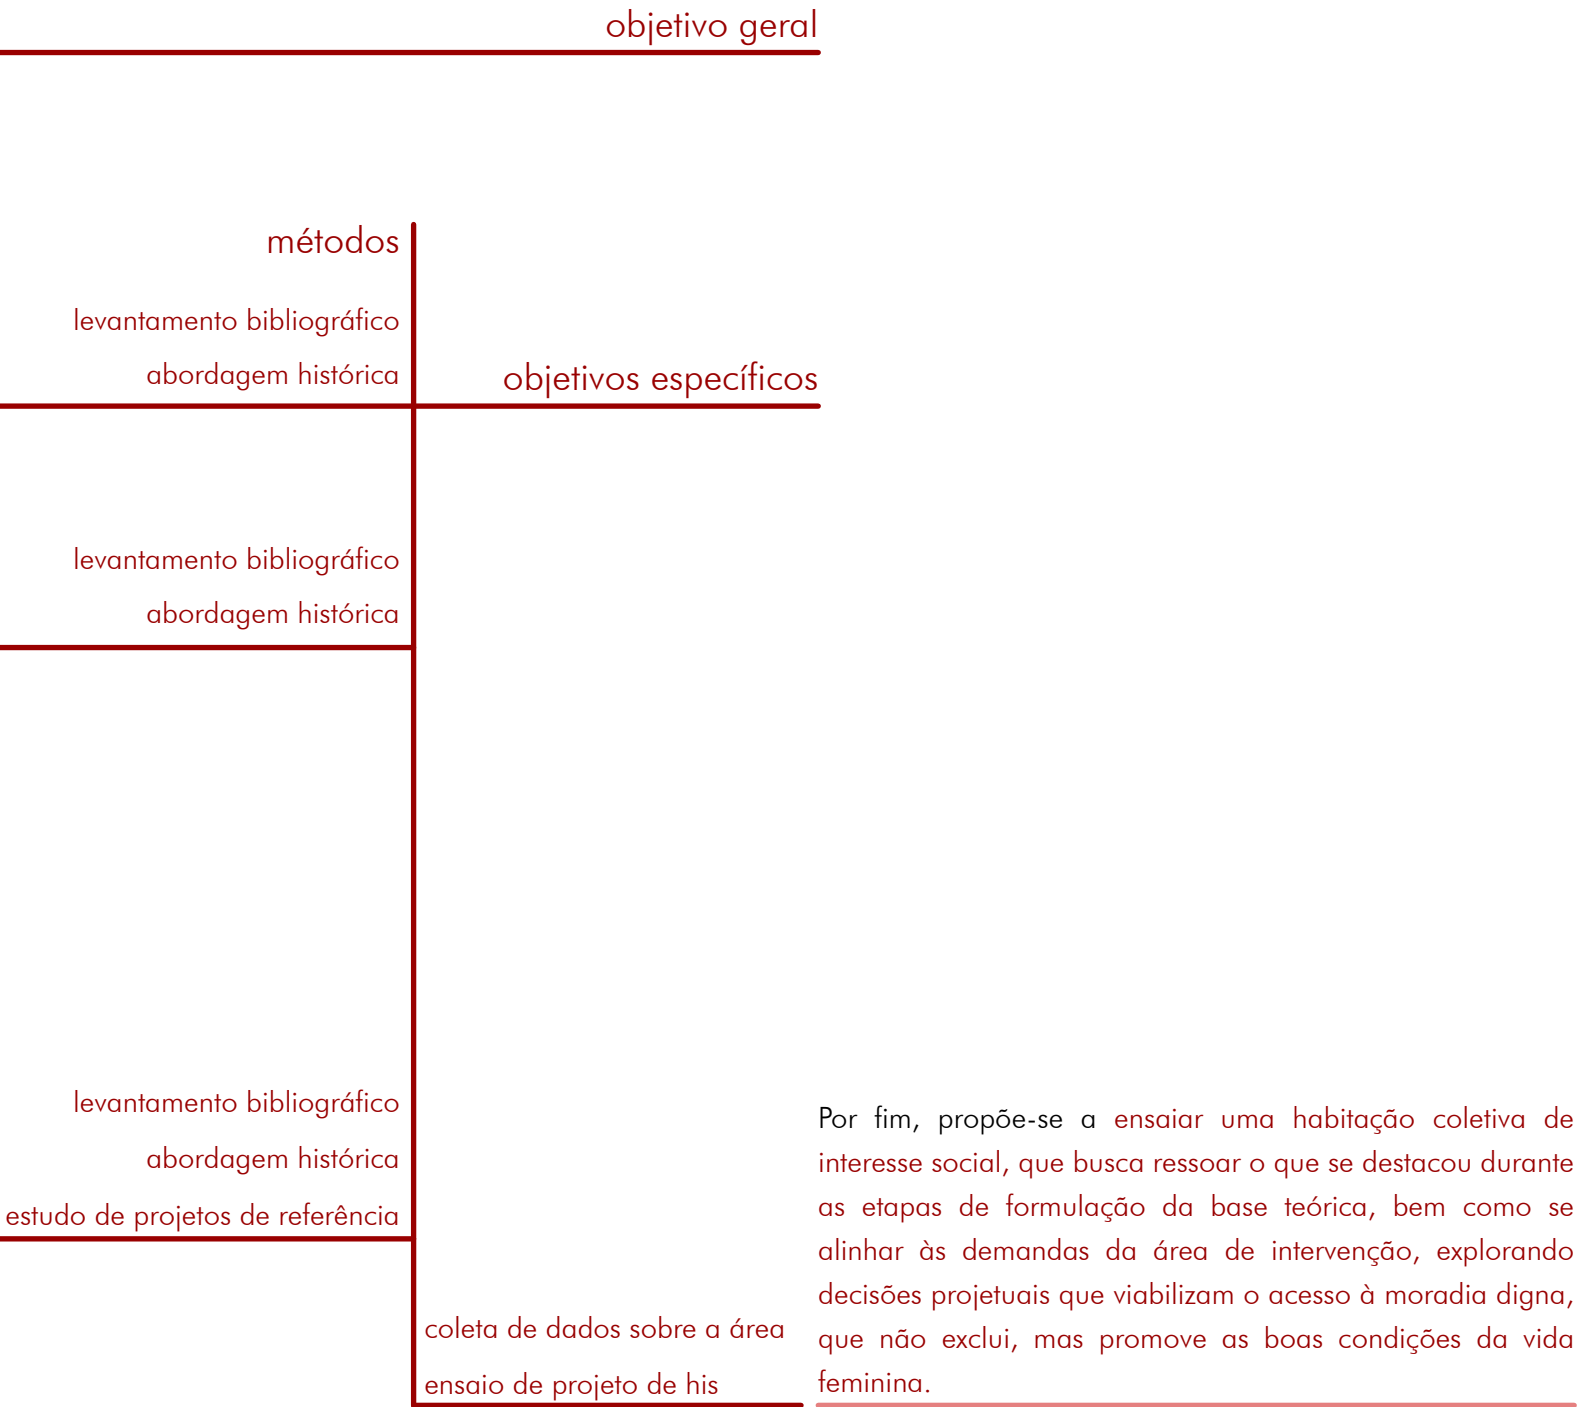 objetivo geral
métodos
levantamento bibliográfico
abordagem histórica
objetivos específicos
levantamento bibliográfico
abordagem histórica
levantamento bibliográfico
abordagem histórica
estudo de projetos de referência
coleta de dados sobre a área
ensaio de projeto de his
Por fim, propõe-se a ensaiar uma habitação coletiva de
interesse social, que busca ressoar o que se destacou durante
as etapas de formulação da base teórica, bem como se
alinhar às demandas da área de intervenção, explorando
decisões projetuais que viabilizam o acesso à moradia digna,
que não exclui, mas promove as boas condições da vida
feminina.